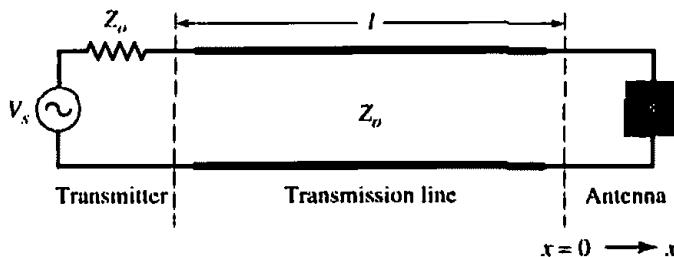 Z_o
l
V_s
Z_o
Transmitter
Transmission line
Antenna
x = 0 ⟶ x